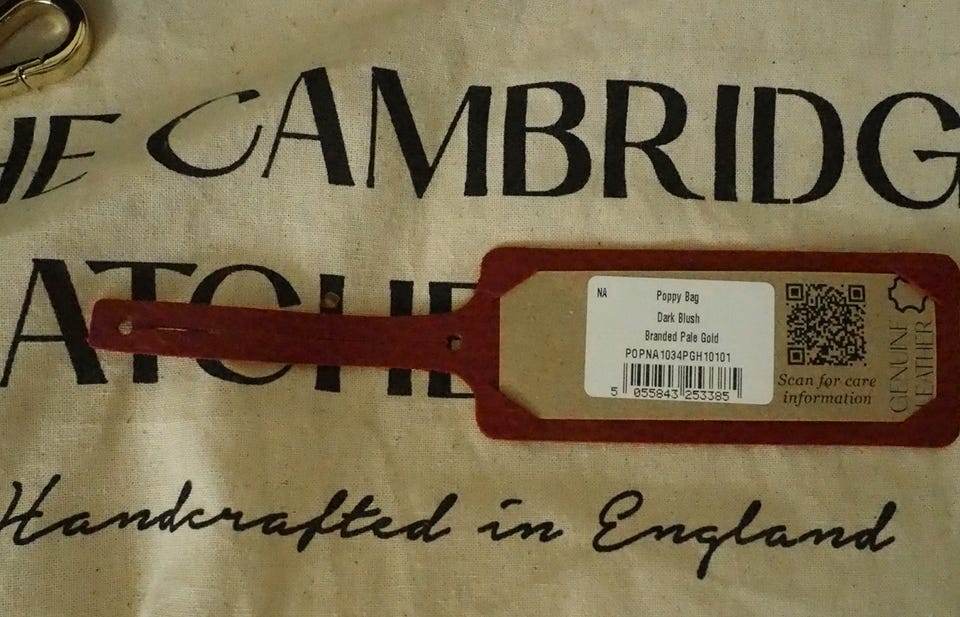 HE CAMBRIDG
ATCHE
NA
Poppy Bag
Dark Blush
Branded Pale Gold
POPNA1034PGH10101
5 055843 253385
Scan for care
information
GENUINE
LEATHER
Handcrafted in England